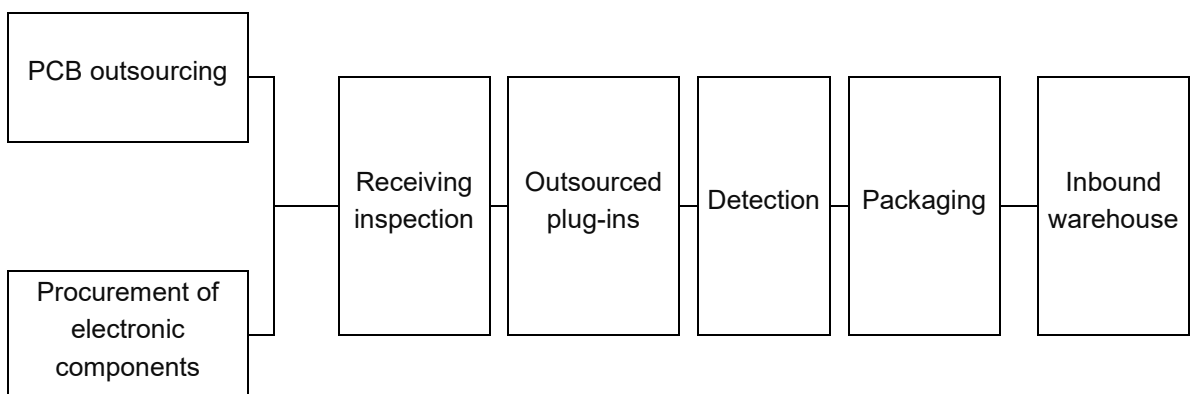 PCB outsourcing
Procurement of
electronic
components
Receiving
inspection
Outsourced
plug-ins
Detection
Packaging
Inbound
warehouse